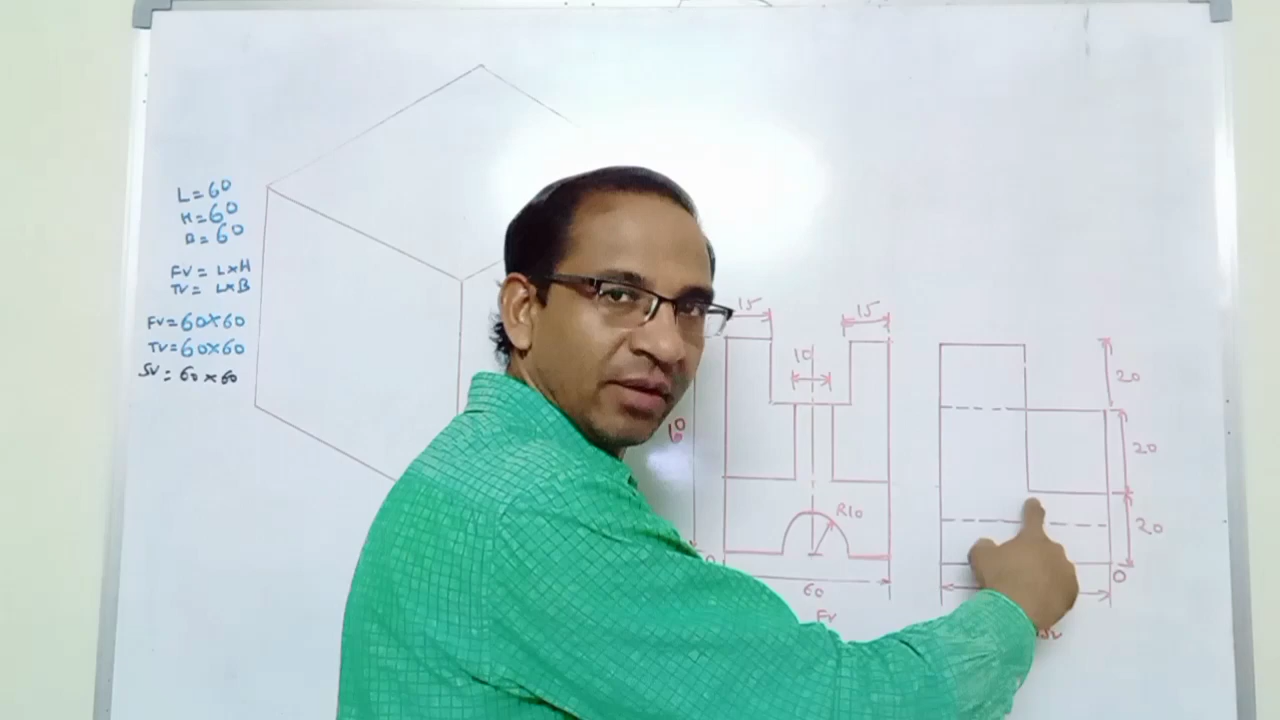 L=60
H=60
B=60
FV = L×H
TV = L×B
FV=60×60
TV=60×60
SV=60×60
15
15
10
20
20
R10
20
0
60
FV